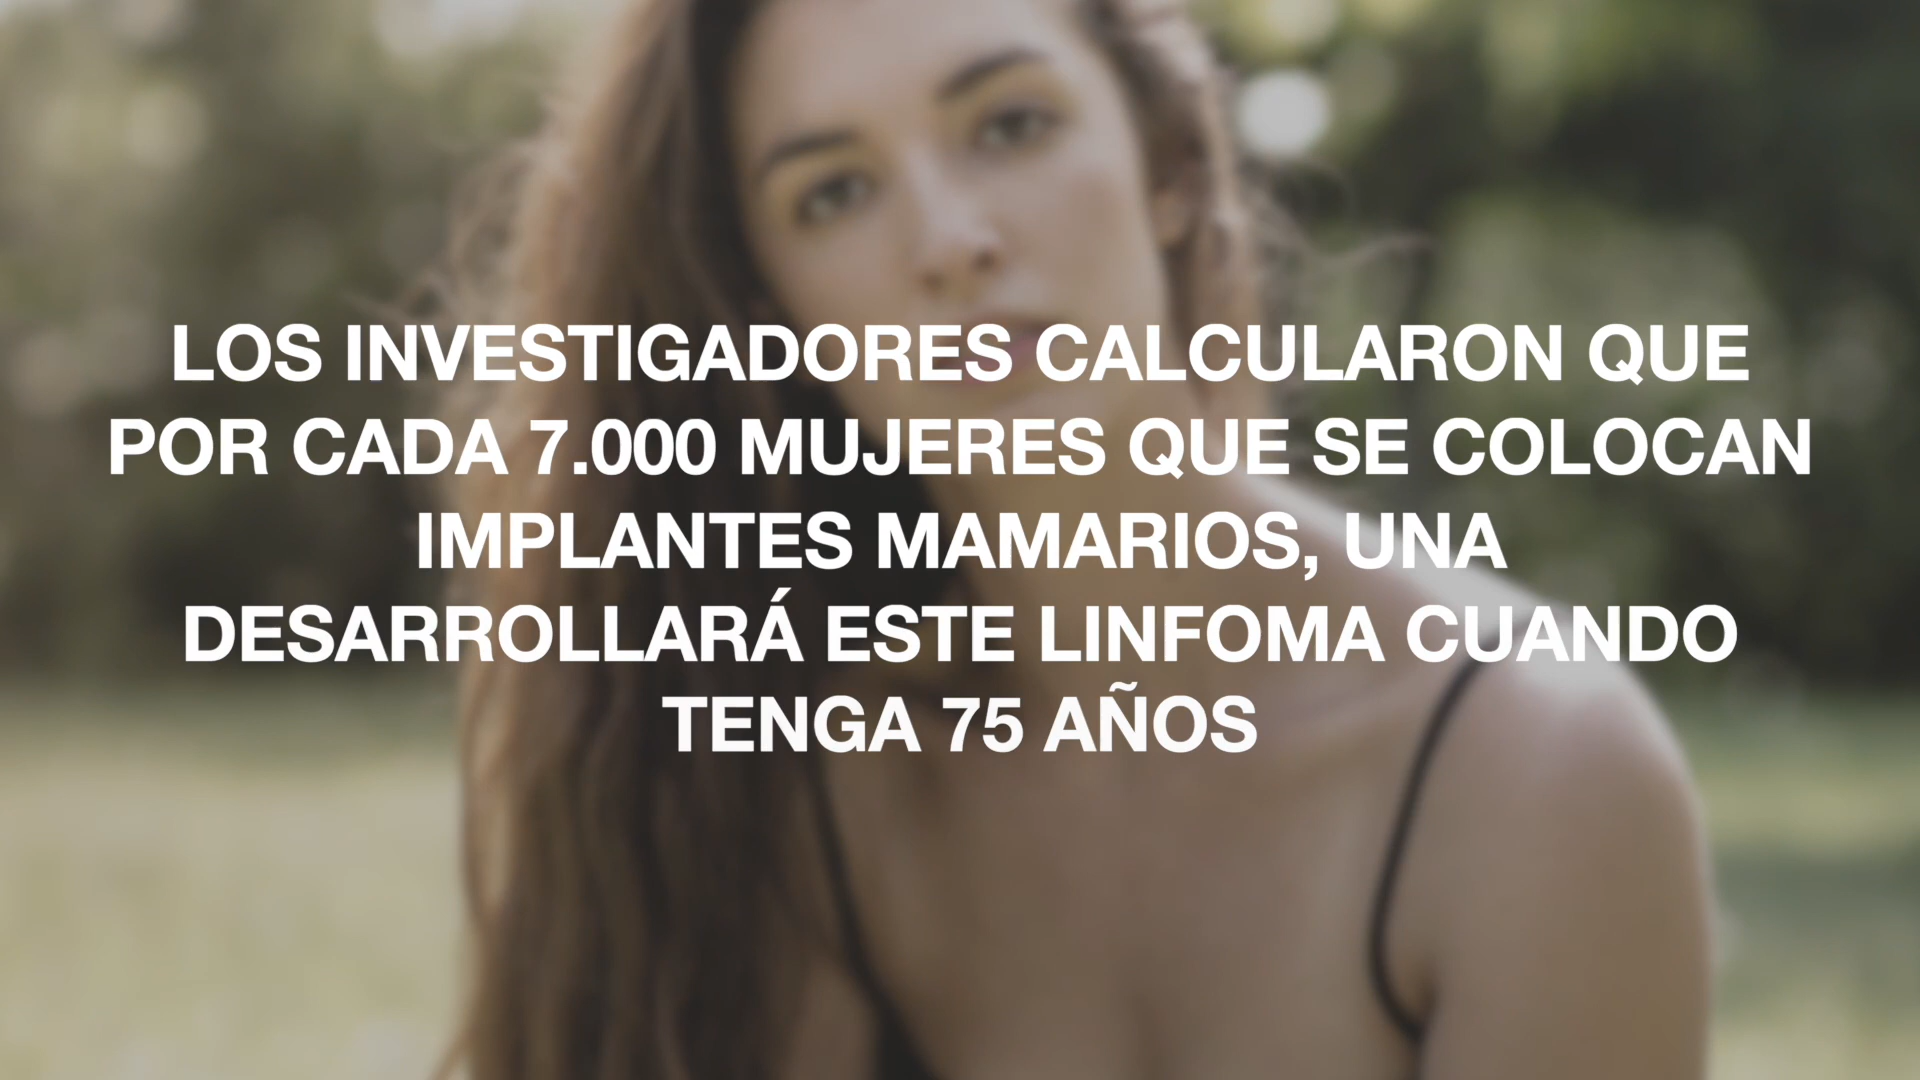 LOS INVESTIGADORES CALCULARON QUE
POR CADA 7.000 MUJERES QUE SE COLOCAN
IMPLANTES MAMARIOS, UNA
DESARROLLARÁ ESTE LINFOMA CUANDO
TENGA 75 AÑOS